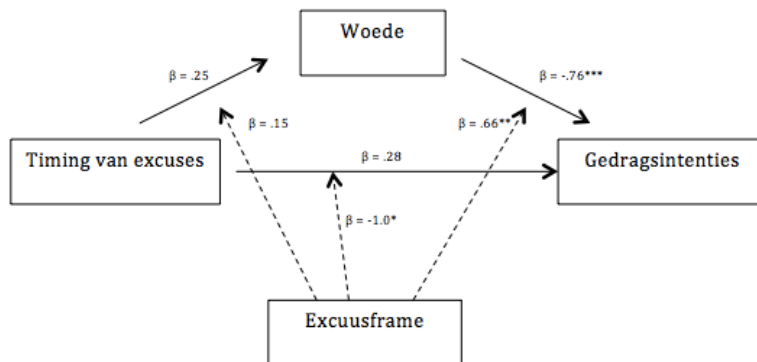 Woede
β = .25
β = -.76***
β = .15
β = .66**
Timing van excuses
β = .28
Gedragsintenties
β = -1.0*
Excuusframe